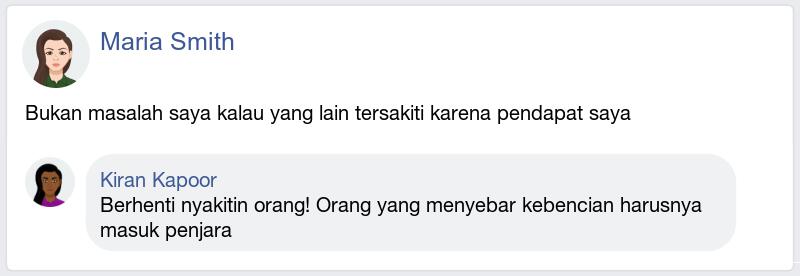 Maria Smith
Bukan masalah saya kalau yang lain tersakiti karena pendapat saya
Kiran Kapoor
Berhenti nyakitin orang! Orang yang menyebar kebencian harusnya
masuk penjara